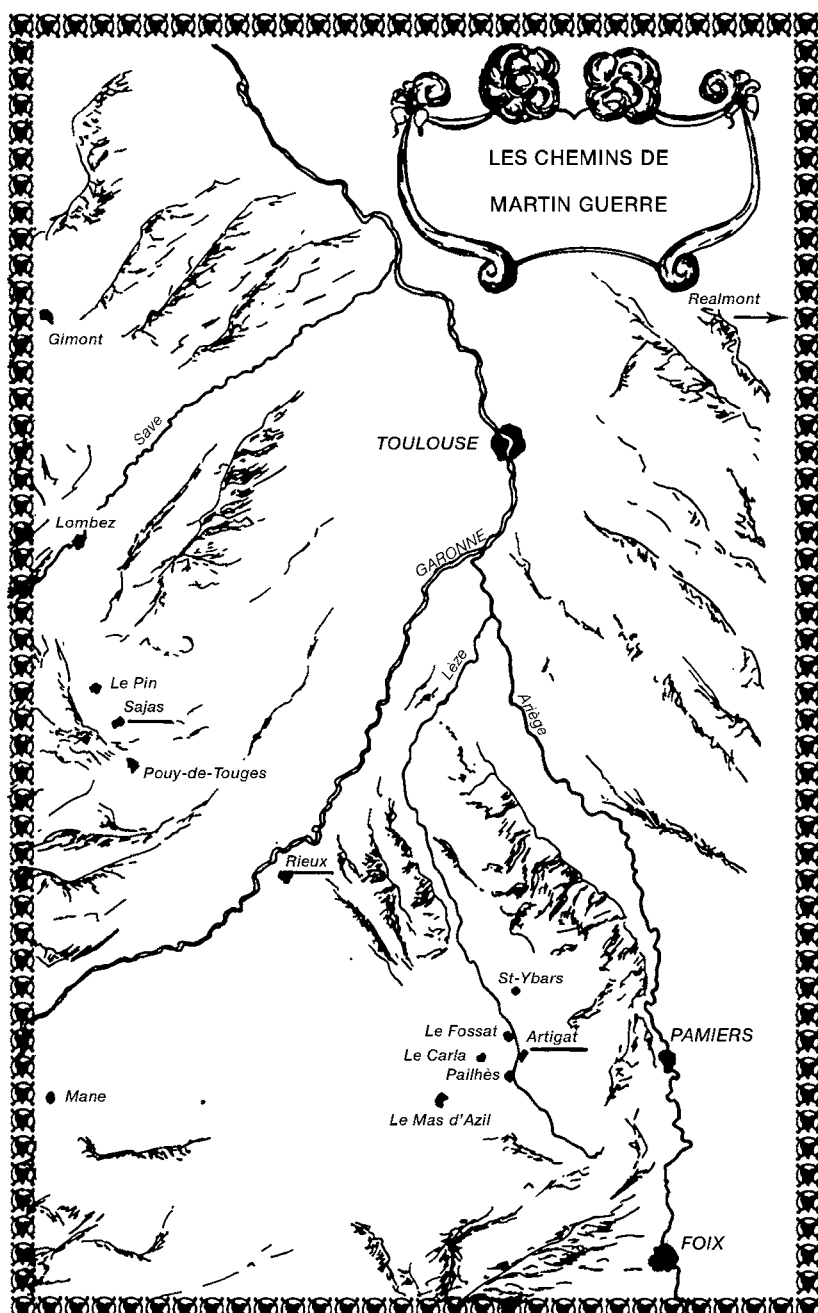 LES CHEMINS DE
MARTIN GUERRE
Realmont
Gimont
Save
TOULOUSE
Lombez
GARONNE
Lèze
Le Pin
Sajas
Ariège
Pouy-de-Touges
Rieux
St-Ybars
Le Fossat
Artigat
PAMIERS
Le Carla
Pailhès
Mane
Le Mas d'Azil
FOIX